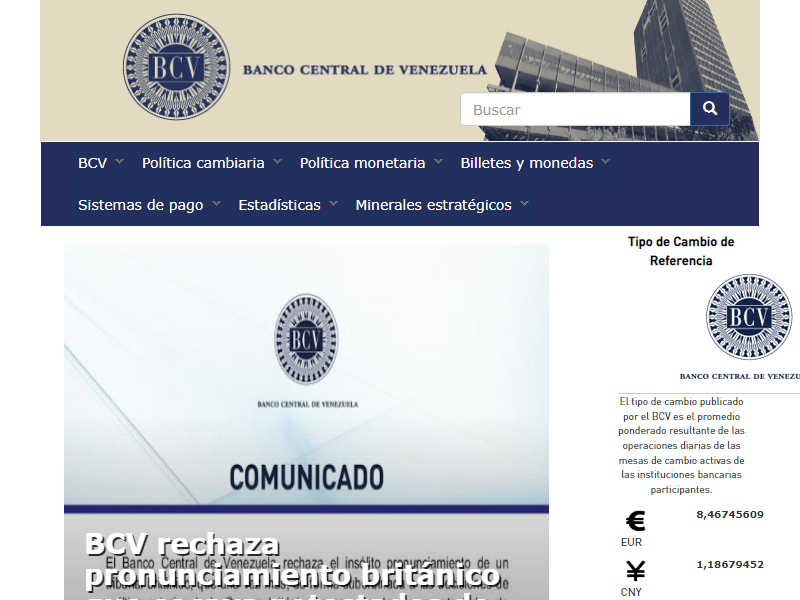 BCV
BANCO CENTRAL DE VENEZUELA
Buscar
BCV Política cambiaria Política monetaria Billetes y monedas
Sistemas de pago Estadísticas Minerales estratégicos
BCV
BANCO CENTRAL DE VENEZUELA
COMUNICADO
El Banco Central de Venezuela rechaza el insólito pronunciamiento de un
BCV rechaza
pronunciamiento británico
Tipo de Cambio de
Referencia
BCV
BANCO CENTRAL DE VENEZU
El tipo de cambio publicado
por el BCV es el promedio
ponderado resultante de las
operaciones diarias de las
mesas de cambio activas de
las instituciones bancarias
participantes.
€ 8,46745609
EUR
¥ 1,18679452
CNY